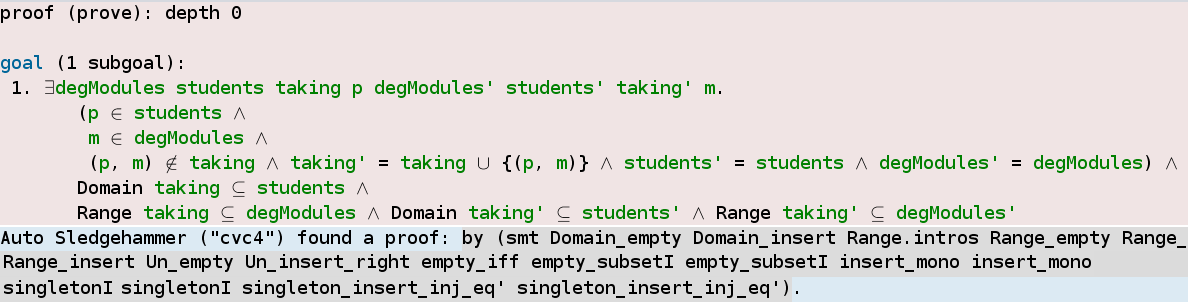 proof (prove): depth 0
goal (1 subgoal):
1. ∃degModules students taking p degModules' students' taking' m.
(p ∈ students ∧
m ∈ degModules ∧
(p, m) ∉ taking ∧ taking' = taking ∪ {(p, m)} ∧ students' = students ∧ degModules' = degModules) ∧
Domain taking ⊆ students ∧
Range taking ⊆ degModules ∧ Domain taking' ⊆ students' ∧ Range taking' ⊆ degModules'
Auto Sledgehammer ("cvc4") found a proof: by (smt Domain_empty Domain_insert Range.intros Range_empty Range_
Range_insert Un_empty Un_insert_right empty_iff empty_subsetI empty_subsetI insert_mono insert_mono
singletonI singletonI singleton_insert_inj_eq' singleton_insert_inj_eq').